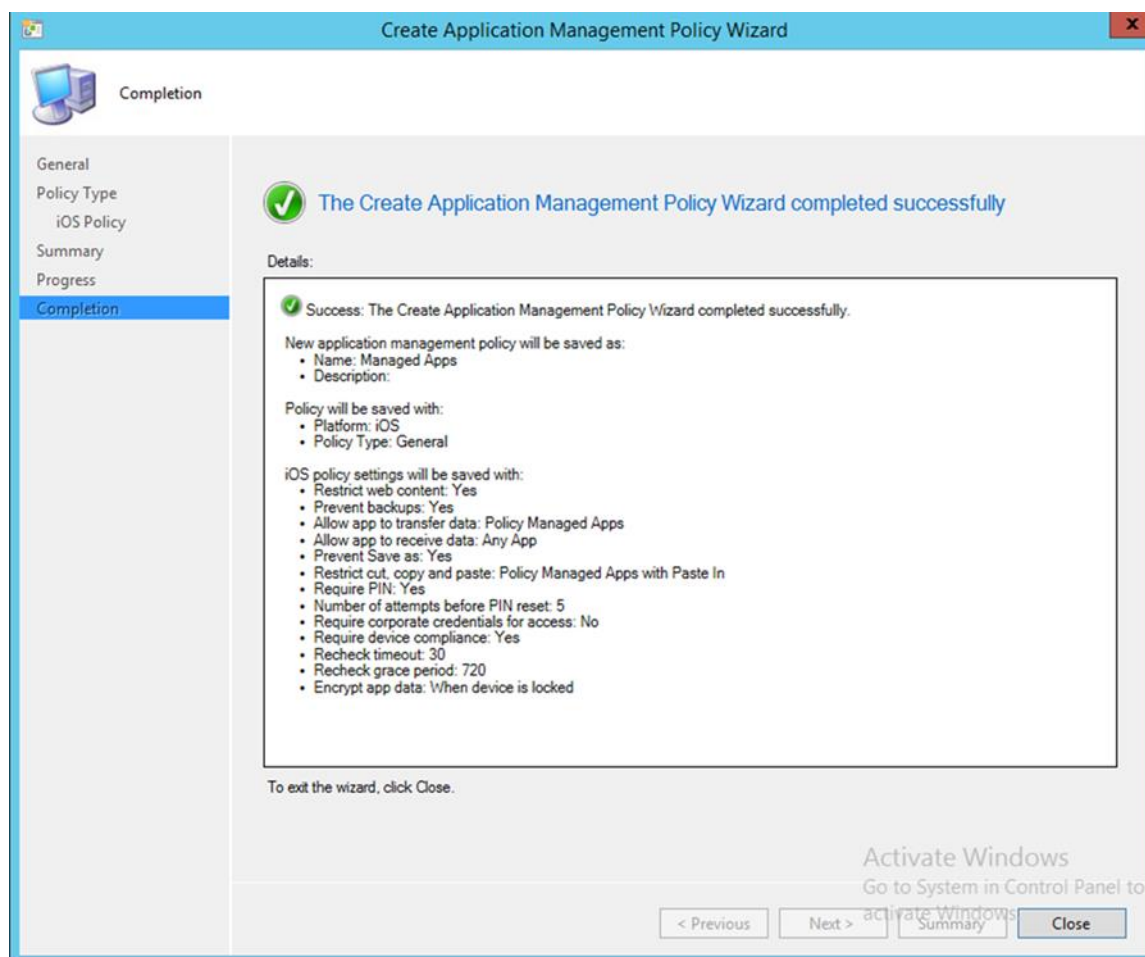 Create Application Management Policy Wizard
x
Completion
General
Policy Type
iOS Policy
Summary
Progress
Completion
The Create Application Management Policy Wizard completed successfully
Details:
Success: The Create Application Management Policy Wizard completed successfully.
New application management policy will be saved as:
• Name: Managed Apps
• Description:
Policy will be saved with:
• Platform: iOS
• Policy Type: General
iOS policy settings will be saved with:
• Restrict web content: Yes
• Prevent backups: Yes
• Allow app to transfer data: Policy Managed Apps
• Allow app to receive data: Any App
• Prevent Save as: Yes
• Restrict cut, copy and paste: Policy Managed Apps with Paste In
• Require PIN: Yes
• Number of attempts before PIN reset: 5
• Require corporate credentials for access: No
• Require device compliance: Yes
• Recheck timeout: 30
• Recheck grace period: 720
• Encrypt app data: When device is locked
To exit the wizard, click Close.
Activate Windows
Go to System in Control Panel to
activate Windows
< Previous
Next >
Summary
Close